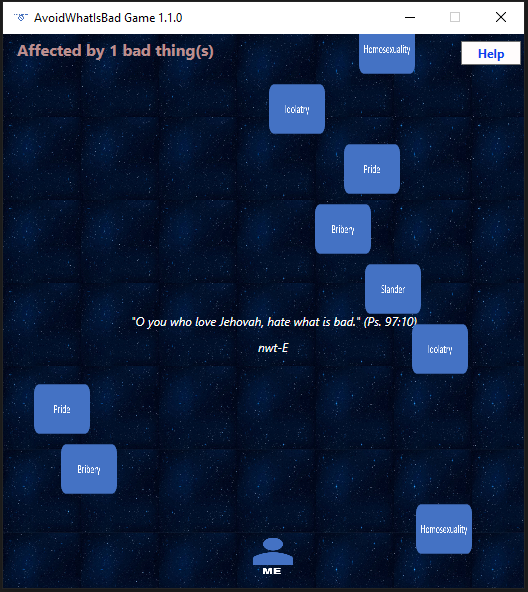 AvoidWhatIsBad Game 1.1.0
Affected by 1 bad thing(s)
Homosexuality
Help
Idolatry
Pride
Bribery
Slander
"O you who love Jehovah, hate what is bad." (Ps. 97:10)
nwt-E
Idolatry
Pride
Bribery
Homosexuality
ME